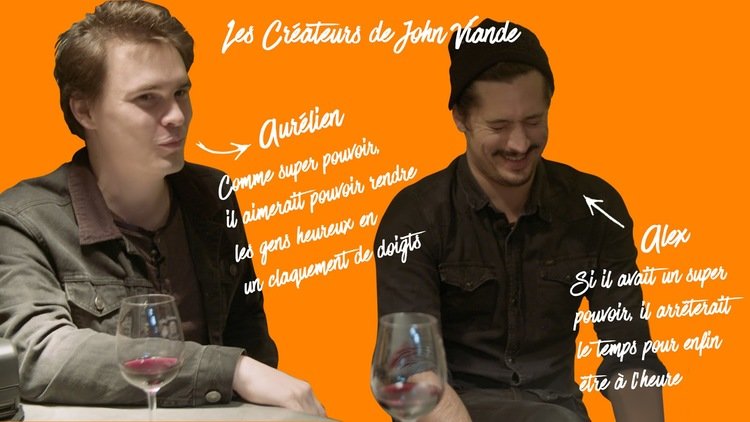 Les Créateurs de John Viande
Aurélien
Comme super pouvoir,
il aimerait pouvoir rendre
les gens heureux en
un claquement de doigts
Alex
Si il avait un super
pouvoir, il arrêterait
le temps pour enfin
être à l'heure